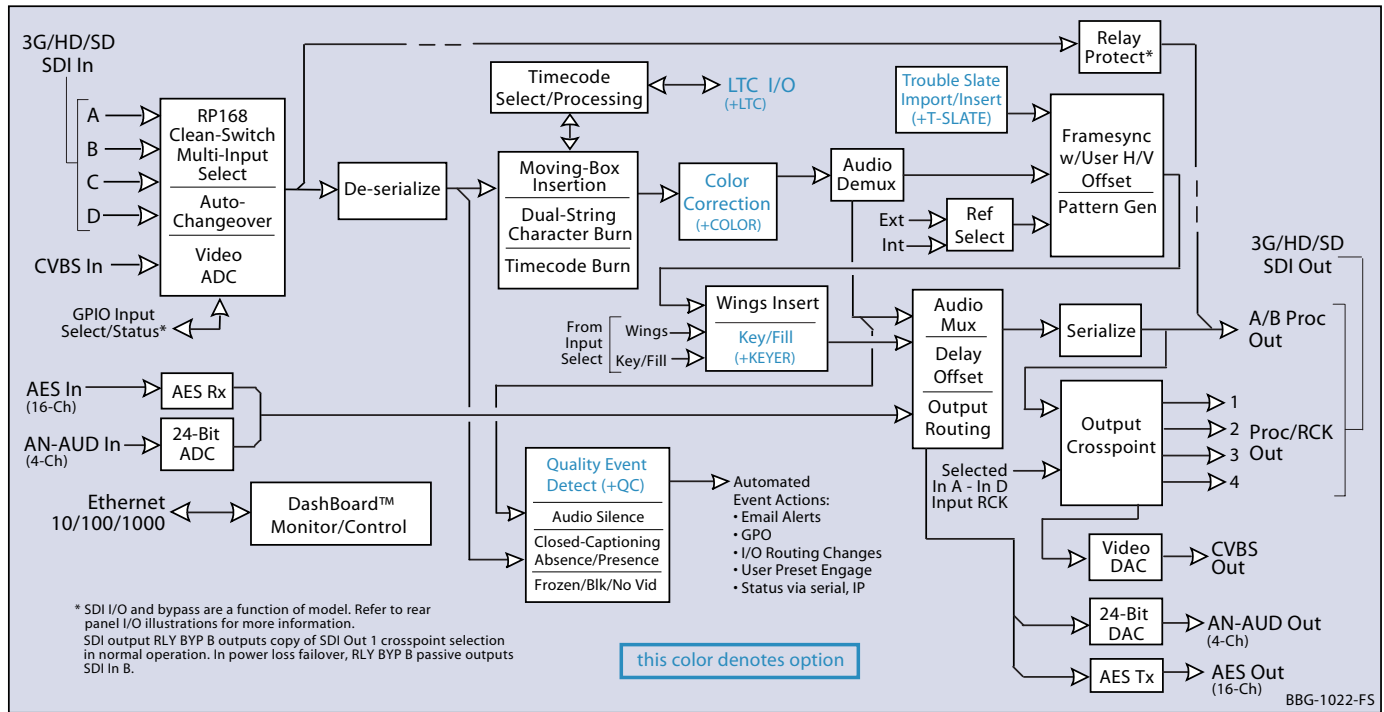 3G/HD/SD
SDI In
A
B
C
D
CVBS In
GPIO Input
Select/Status*
RP168
Clean-Switch
Multi-Input
Select
Auto-
Changeover
Video
ADC
De-serialize
Timecode
Select/Processing
LTC I/O
(+LTC)
Moving-Box
Insertion
Dual-String
Character Burn
Timecode Burn
Color
Correction
(+COLOR)
Audio
Demux
Trouble Slate
Import/Insert
(+T-SLATE)
Ext
Int
Ref
Select
Framesync
w/User H/V
Offset
Pattern Gen
Relay
Protect*
From
Input
Select
Wings
Key/Fill
Wings Insert
Key/Fill
(+KEYER)
Audio
Mux
Delay
Offset
Output
Routing
Serialize
3G/HD/SD
SDI Out
A/B Proc
Out
AES In
(16-Ch)
AES Rx
AN-AUD In
(4-Ch)
24-Bit
ADC
Ethernet
10/100/1000
DashBoard™
Monitor/Control
Quality Event
Detect (+QC)
Audio Silence
Closed-Captioning
Absence/Presence
Frozen/Blk/No Vid
Automated
Event Actions:
• Email Alerts
• GPO
• I/O Routing Changes
• User Preset Engage
• Status via serial, IP
Selected
In A - In D
Input RCK
Output
Crosspoint
1
2
3
4
Proc/RCK
Out
Video
DAC
CVBS
Out
24-Bit
DAC
AN-AUD Out
(4-Ch)
AES Tx
AES Out
(16-Ch)
* SDI I/O and bypass are a function of model. Refer to rear
panel I/O illustrations for more information.
SDI output RLY BYP B outputs copy of SDI Out 1 crosspoint selection
in normal operation. In power loss failover, RLY BYP B passive outputs
SDI In B.
this color denotes option
BBG-1022-FS